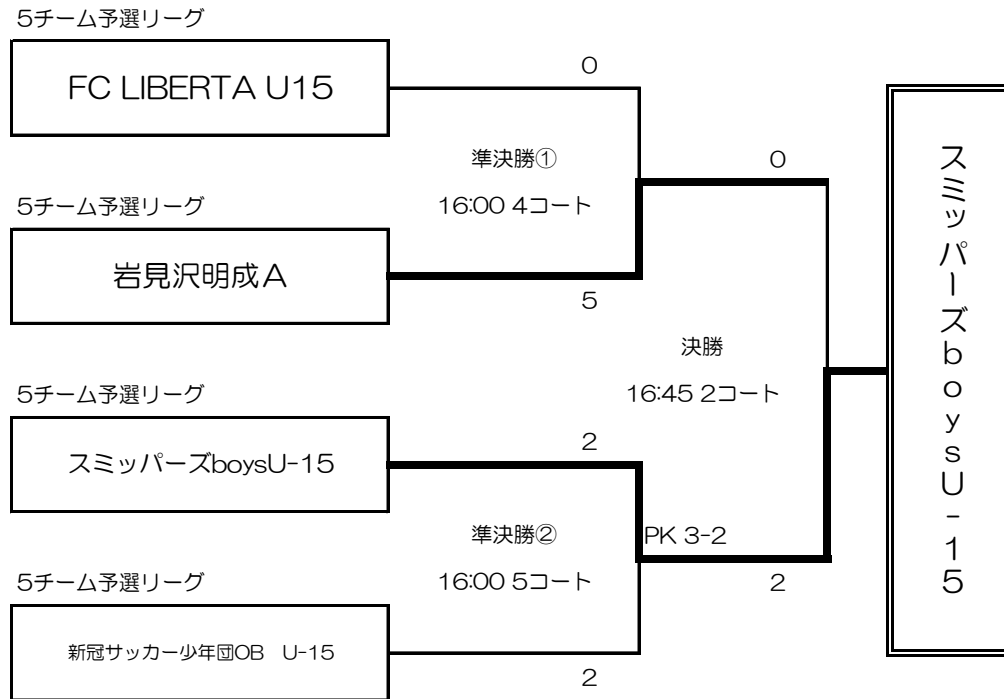 5チーム予選リーグ
FC LIBERTA U15
0
準決勝①
16:00 4コート
0
5チーム予選リーグ
岩見沢明成A
5
決勝
16:45 2コート
5チーム予選リーグ
スミッパーズboysU-15
2
準決勝②
PK 3-2
16:00 5コート
2
5チーム予選リーグ
新冠サッカー少年団OB　U-15
2
スミッパーズboysU-15